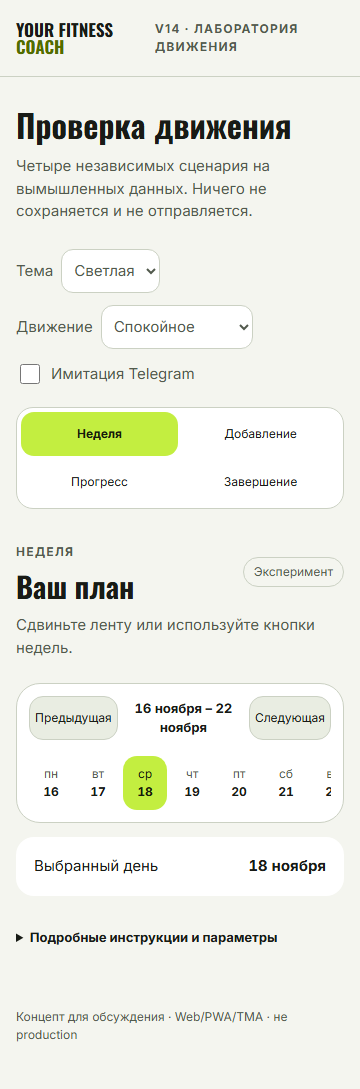 YOUR FITNESS
COACH
V14 · ЛАБОРАТОРИЯ
ДВИЖЕНИЯ
Проверка движения
Четыре независимых сценария на
вымышленных данных. Ничего не
сохраняется и не отправляется.
Тема
Светлая
Движение
Спокойное
Имитация Telegram
Неделя
Добавление
Прогресс
Завершение
НЕДЕЛЯ
Ваш план
Эксперимент
Сдвиньте ленту или используйте кнопки
недель.
Предыдущая
16 ноября – 22
ноября
Следующая
пн вт ср чт пт сб
16 17 18 19 20 21
Выбранный день
18 ноября
Подробные инструкции и параметры
Концепт для обсуждения · Web/PWA/TMA · не
production